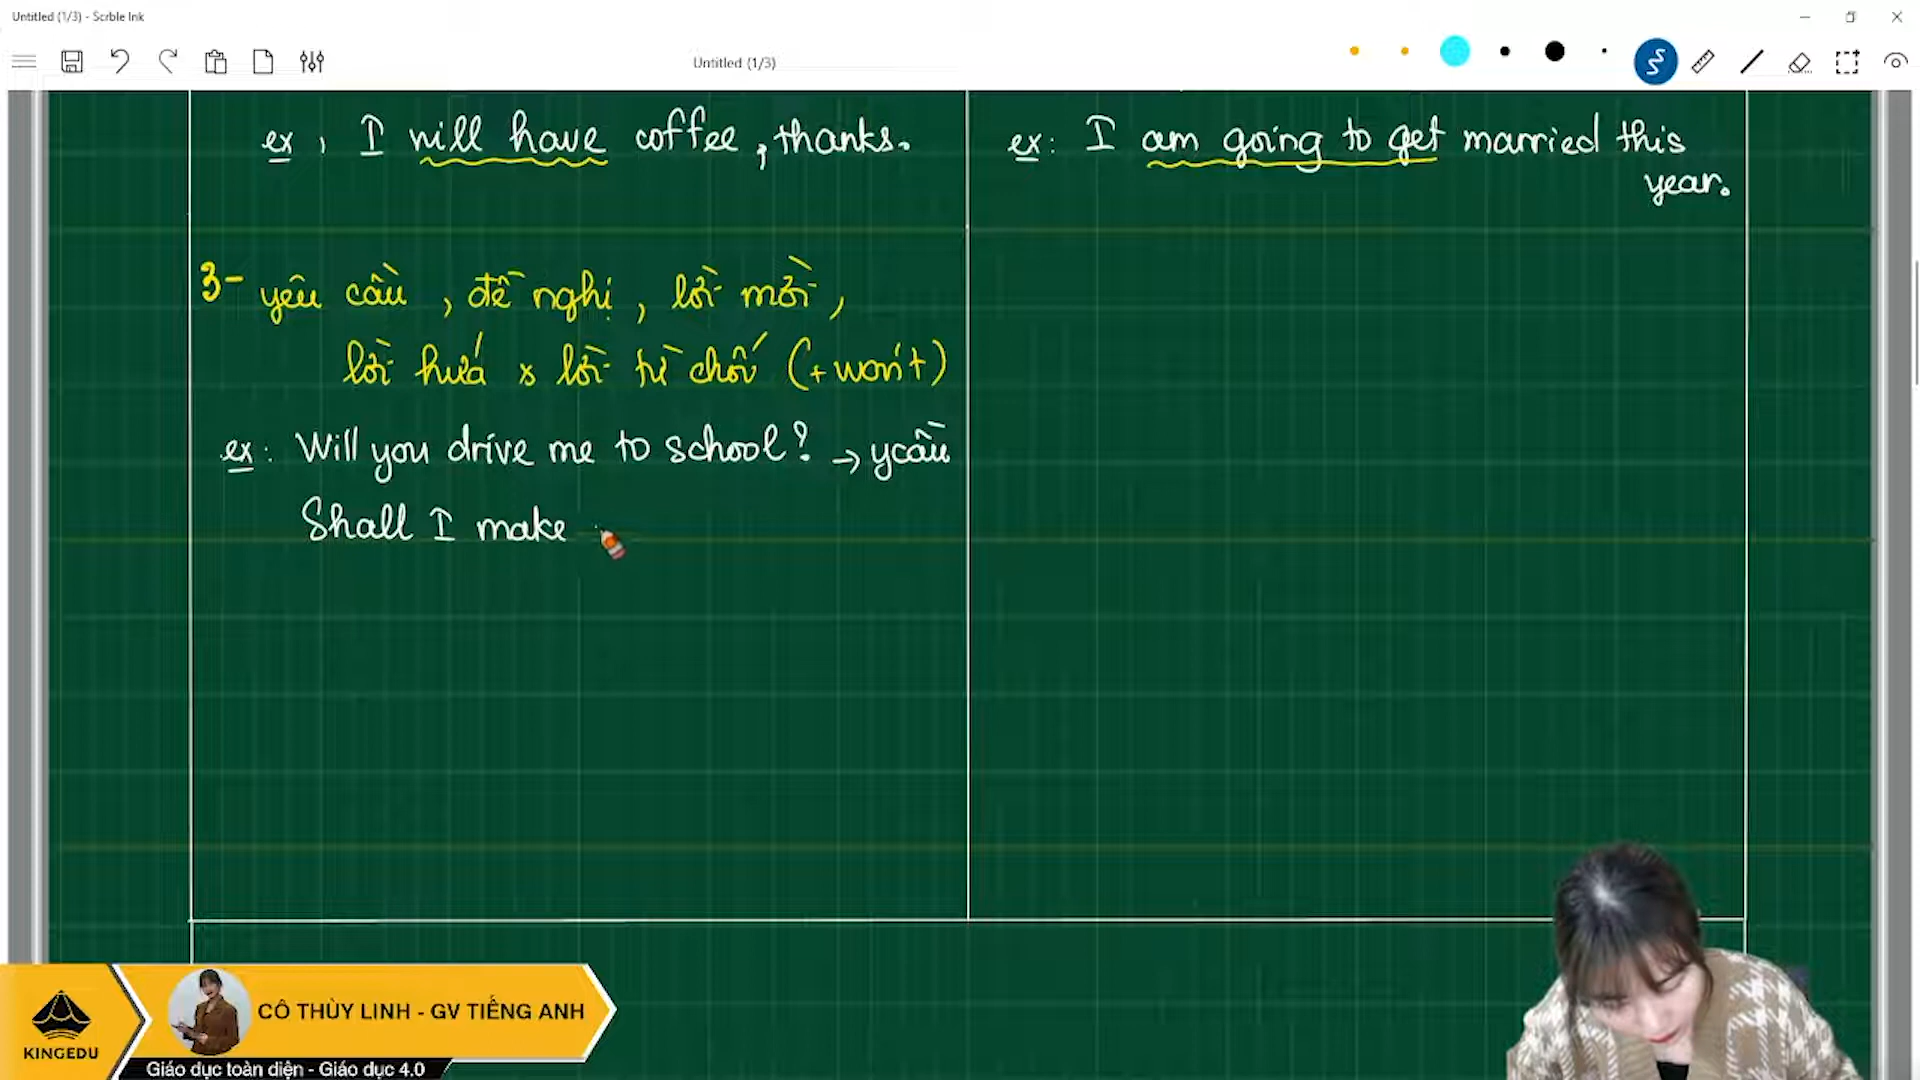 Untitled (1/3) - Scrble Ink
Untitled (1/3)
ex: I will have coffee, thanks.
ex: I am going to get married this
year.
3- yêu cầu, đề nghị, lời mời,
lời hứa & lời từ chối (+ won't)
ex: Will you drive me to school? → ycầu
Shall I make
CÔ THÙY LINH - GV TIẾNG ANH
KINGEDU
Giáo dục toàn diện - Giáo dục 4.0